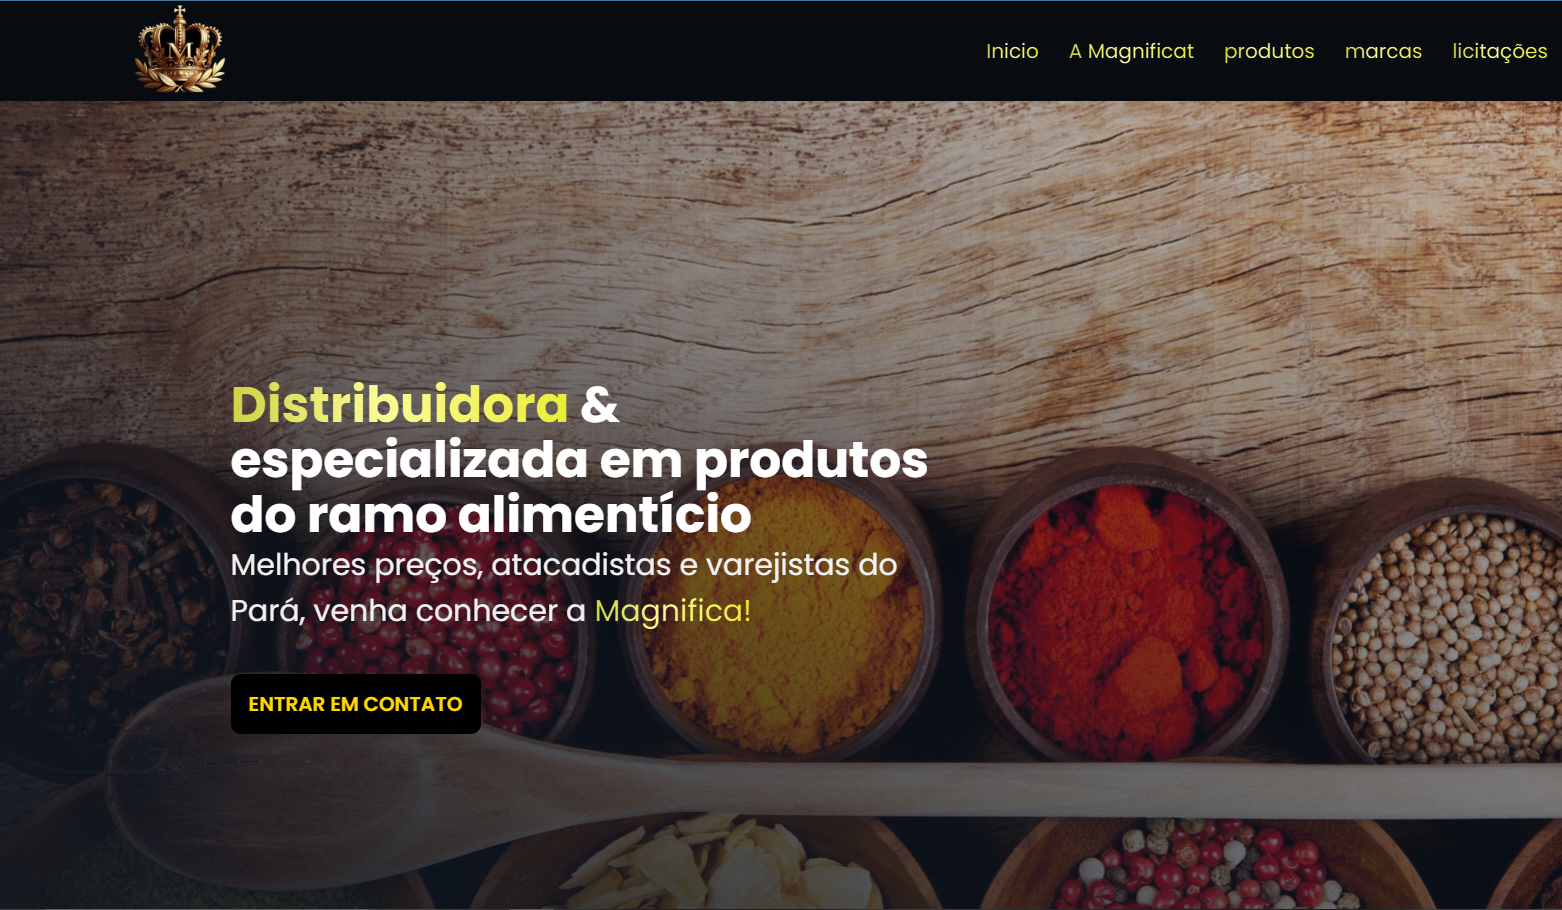 M
Inicio A Magnificat produtos marcas licitações
Distribuidora &
especializada em produtos
do ramo alimentício
Melhores preços, atacadistas e varejistas do
Pará, venha conhecer a Magnifica!
ENTRAR EM CONTATO